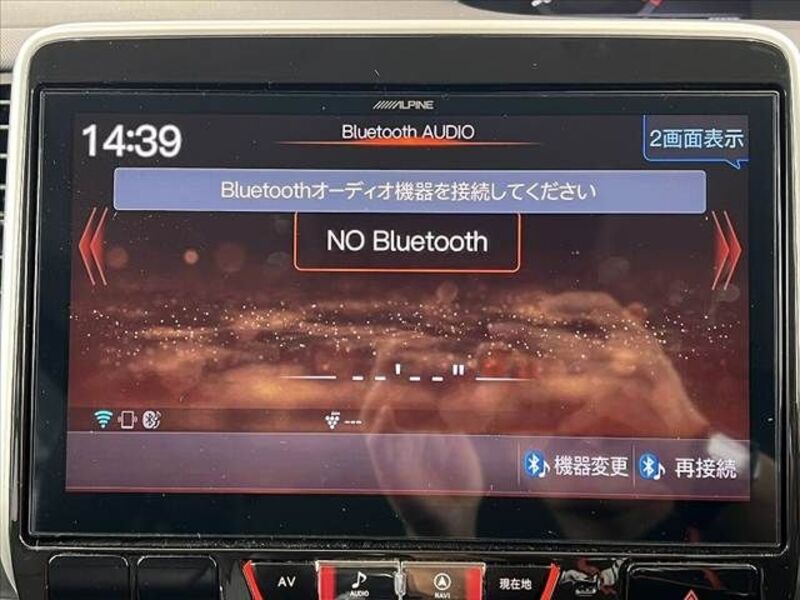 ALPINE
14:39
Bluetooth AUDIO
2画面表示
Bluetoothオーディオ機器を接続してください
NO Bluetooth
--'--"
---
機器変更
再接続
AV
AUDIO
NAVI
現在地